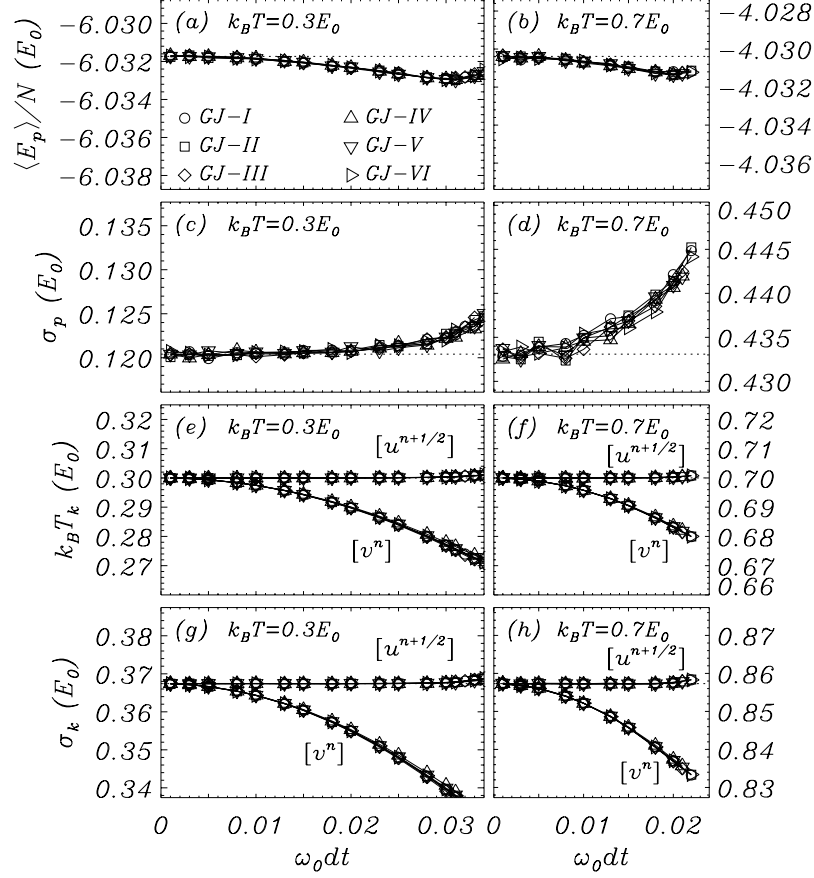 (a) k_BT=0.3E_0
(b) k_BT=0.7E_0
⟨E_p⟩/N (E_0)
−6.030
−6.032
−6.034
−6.036
−6.038
−4.028
−4.030
−4.032
−4.034
−4.036
GJ−I
GJ−II
GJ−III
GJ−IV
GJ−V
GJ−VI
(c) k_BT=0.3E_0
(d) k_BT=0.7E_0
σ_p (E_0)
0.135
0.130
0.125
0.120
0.450
0.445
0.440
0.435
0.430
(e) k_BT=0.3E_0
(f) k_BT=0.7E_0
k_BT_k (E_0)
0.32
0.31
0.30
0.29
0.28
0.27
0.72
0.71
0.70
0.69
0.68
0.67
0.66
[u^{n+1/2}]
[v^n]
[u^{n+1/2}]
[v^n]
(g) k_BT=0.3E_0
(h) k_BT=0.7E_0
σ_k (E_0)
0.38
0.37
0.36
0.35
0.34
0.87
0.86
0.85
0.84
0.83
[u^{n+1/2}]
[v^n]
[u^{n+1/2}]
[v^n]
0 0.01 0.02 0.03
0 0.01 0.02
ω_0dt
ω_0dt